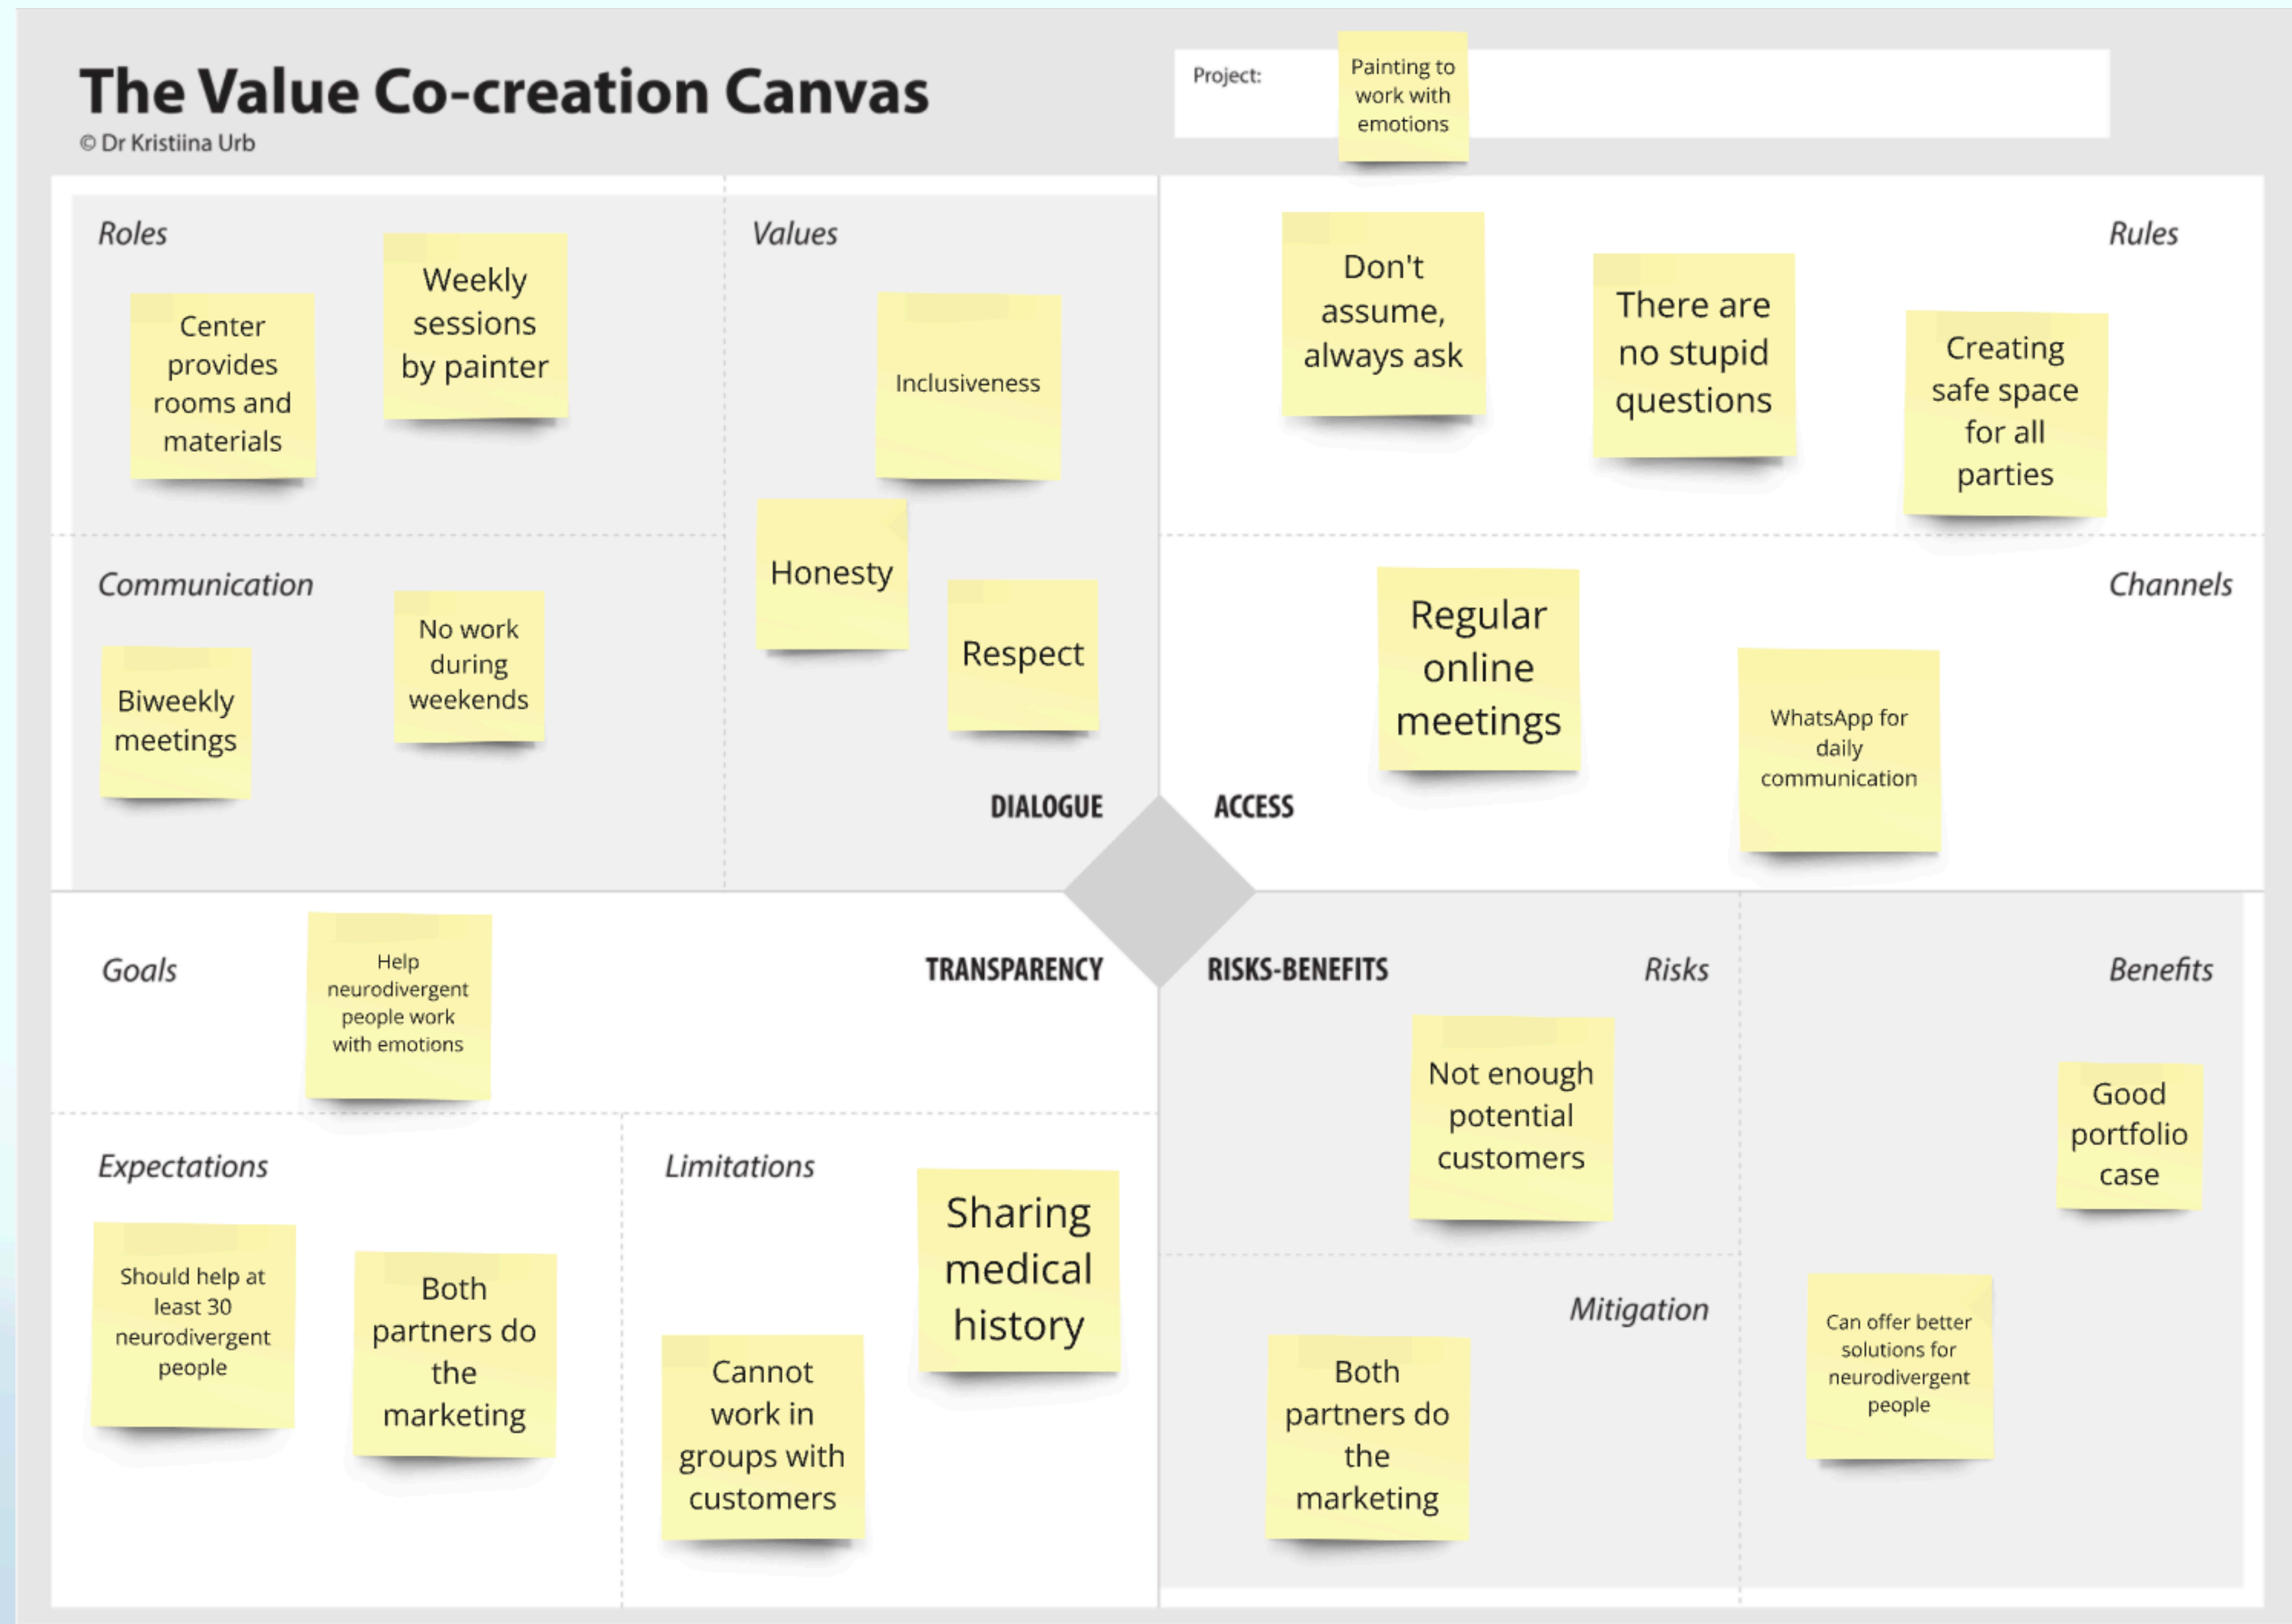 The Value Co-creation Canvas
© Dr Kristiina Urb
Project:
Painting to
work with
emotions
Roles
Center
provides
rooms and
materials
Weekly
sessions
by painter
Values
Inclusiveness
Honesty
Respect
Communication
Biweekly
meetings
No work
during
weekends
DIALOGUE
Rules
Don't
assume,
always ask
There are
no stupid
questions
Creating
safe space
for all
parties
Channels
Regular
online
meetings
WhatsApp for
daily
communication
ACCESS
Goals
Help
neurodivergent
people work
with emotions
TRANSPARENCY
Expectations
Should help at
least 30
neurodivergent
people
Both
partners do
the
marketing
Limitations
Sharing
medical
history
Cannot
work in
groups with
customers
RISKS-BENEFITS
Risks
Not enough
potential
customers
Mitigation
Both
partners do
the
marketing
Benefits
Good
portfolio
case
Can offer better
solutions for
neurodivergent
people